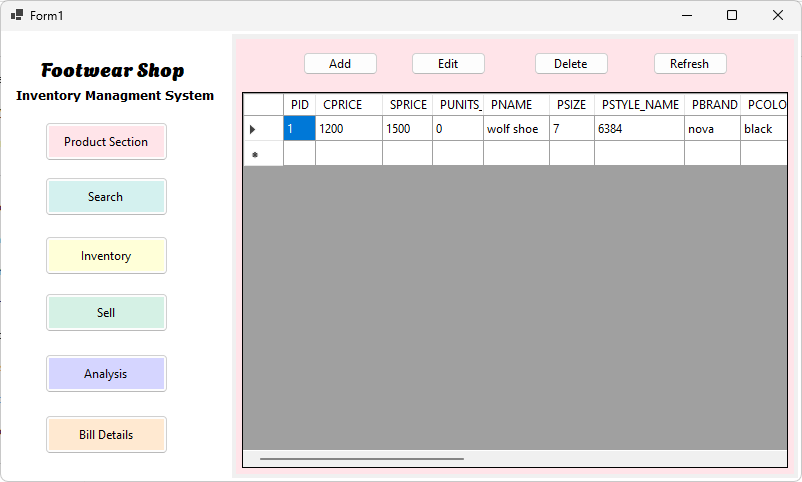 Form1
Footwear Shop
Inventory Managment System
Product Section
Search
Inventory
Sell
Analysis
Bill Details
Add Edit Delete Refresh
PID CPRICE SPRICE PUNITS_ PNAME PSIZE PSTYLE_NAME PBRAND PCOLO
1 1200 1500 0 wolf shoe 7 6384 nova black